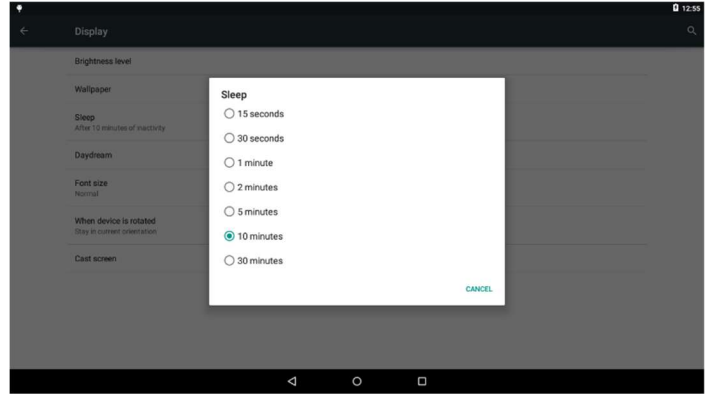 12:55
Display
Brightness level
Wallpaper
Sleep
After 10 minutes of inactivity
Daydream
Font size
Normal
When device is rotated
Stay in current orientation
Cast screen
Sleep
15 seconds
30 seconds
1 minute
2 minutes
5 minutes
10 minutes
30 minutes
CANCEL